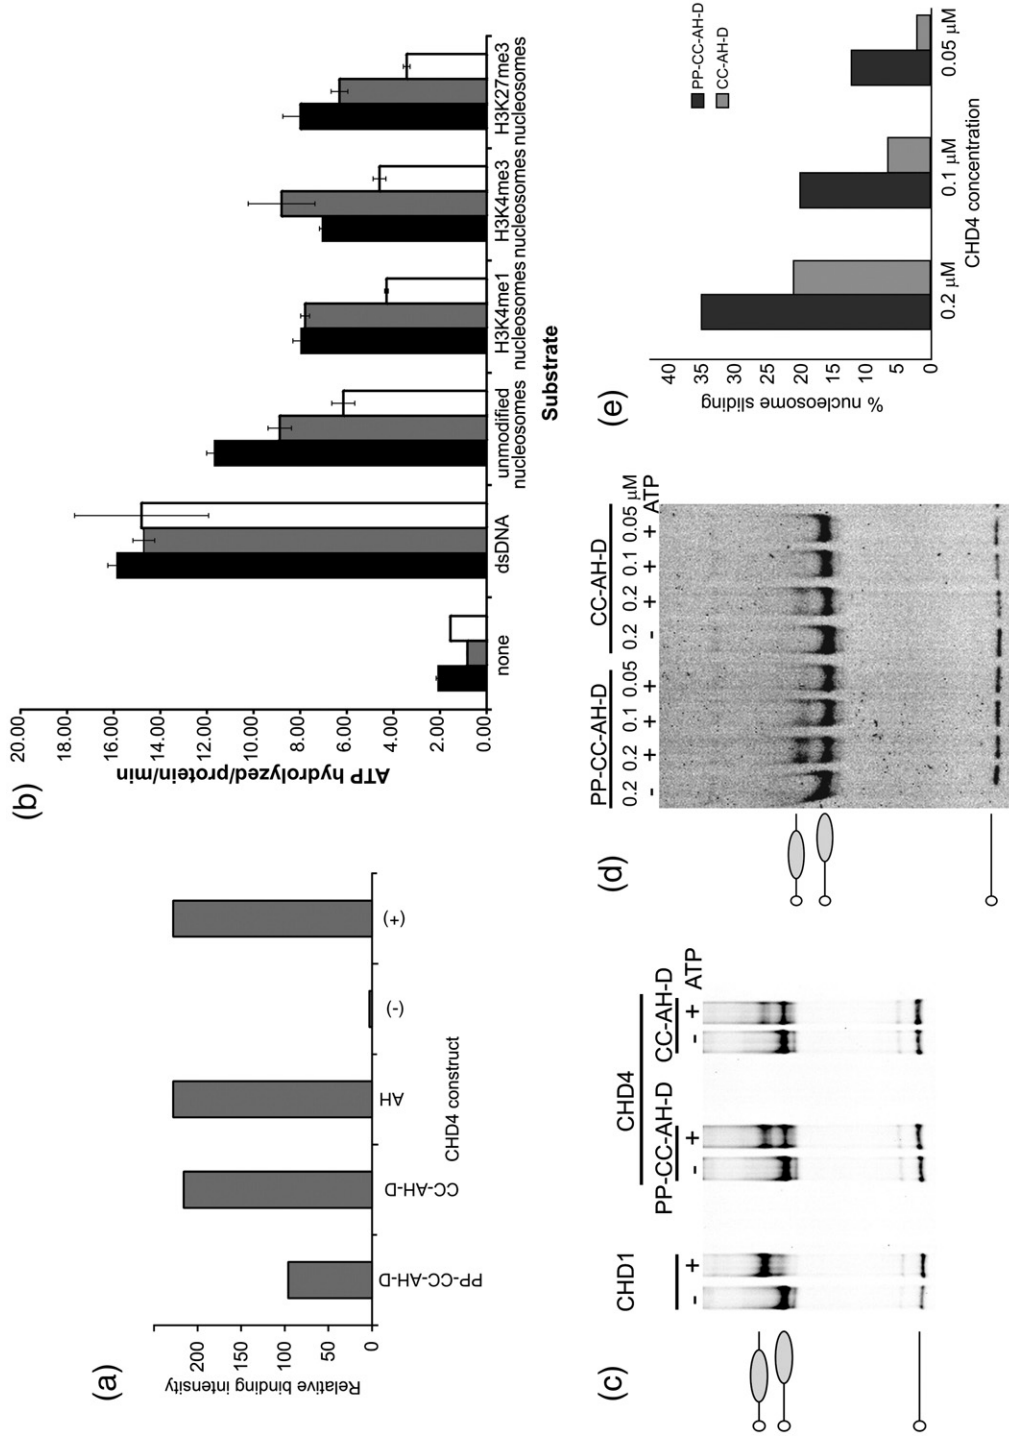 (a)
Relative binding intensity
200
150
100
50
0
PP-CC-AH-D
CC-AH-D
AH
(-)
(+)
CHD4 construct
(b)
ATP hydrolyzed/protein/min
20.00
18.00
16.00
14.00
12.00
10.00
8.00
6.00
4.00
2.00
0.00
none
dsDNA
unmodified nucleosomes
H3K4me1 nucleosomes
H3K4me3 nucleosomes
H3K27me3 nucleosomes
Substrate
(c)
CHD1
CHD4
PP-CC-AH-D
CC-AH-D
- + - + - + ATP
(d)
PP-CC-AH-D
CC-AH-D
0.2 0.2 0.1 0.05 0.2 0.2 0.1 0.05 µM
- + + + - + + + ATP
(e)
% nucleosome sliding
40
35
30
25
20
15
10
5
0
PP-CC-AH-D
CC-AH-D
0.2 µM
0.1 µM
0.05 µM
CHD4 concentration